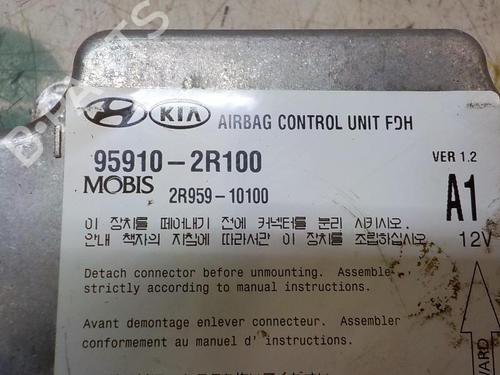 KIA AIRBAG CONTROL UNIT FDH
95910-2R100 VER 1.2
MOBIS 2R959-10100 A1
이 장치를 떼어내기 전에 커넥터를 분리 시키시오.
안내 책자의 지침에 따라서만 이 장치를 조립하십시오. 12V
Detach connector before unmounting. Assemble
strictly according to manual instructions.
Avant demontage enlever connecteur. Assembler
conformement au manuel d' instructions.
WARD